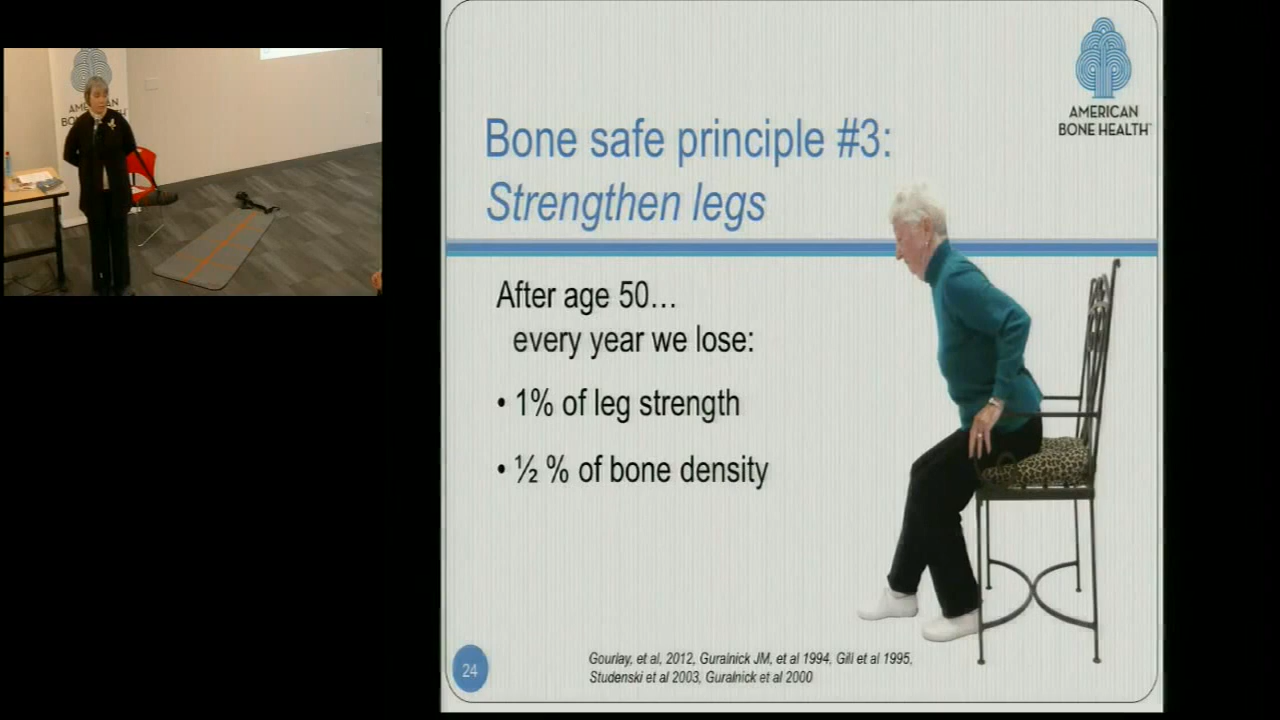 AMERICAN
BONE HEALTH
Bone safe principle #3:
Strengthen legs
After age 50…
every year we lose:
• 1% of leg strength
• ½ % of bone density
24
Gourlay, et al, 2012, Guralnick JM, et al 1994, Gill et al 1995,
Studenski et al 2003, Guralnick et al 2000